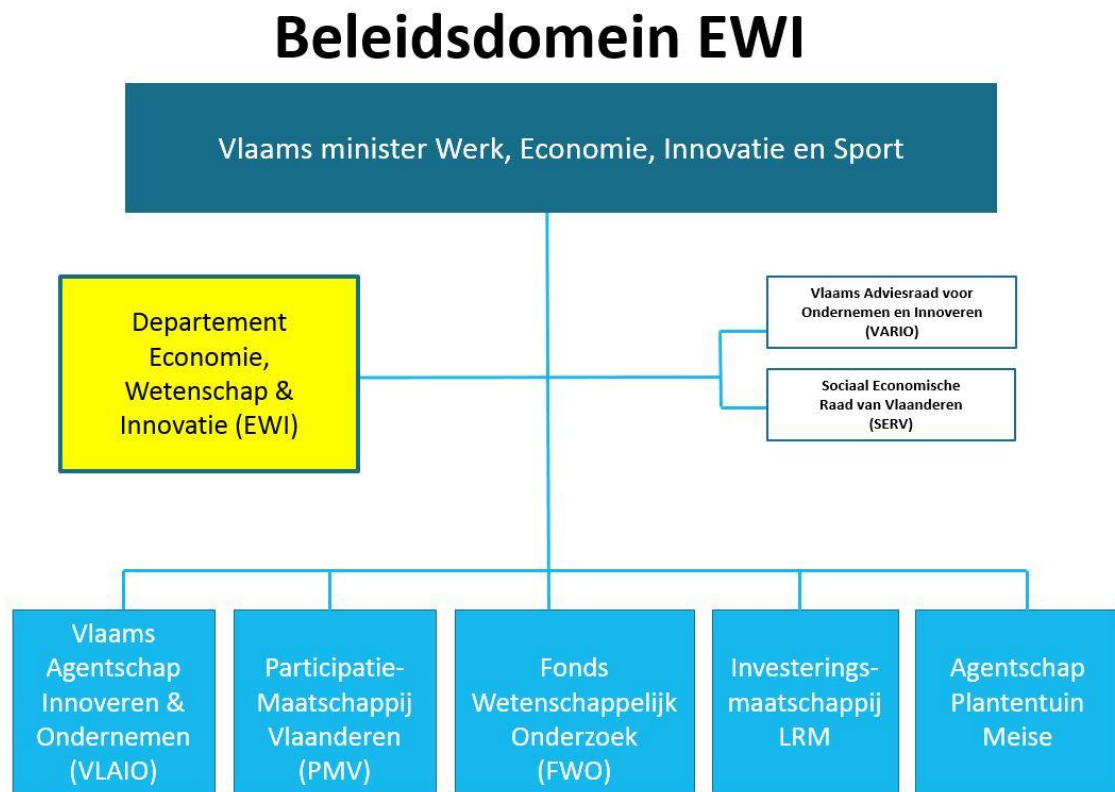 Beleidsdomein EWI
Vlaams minister Werk, Economie, Innovatie en Sport
Departement
Economie,
Wetenschap &
Innovatie (EWI)
Vlaams Adviesraad voor
Ondernemen en Innoveren
(VARIO)
Sociaal Economische
Raad van Vlaanderen
(SERV)
Vlaams
Agentschap
Innoveren &
Ondernemen
(VLAIO)
Participatie-
Maatschappij
Vlaanderen
(PMV)
Fonds
Wetenschappelijk
Onderzoek
(FWO)
Investerings-
maatschappij
LRM
Agentschap
Plantentuin
Meise